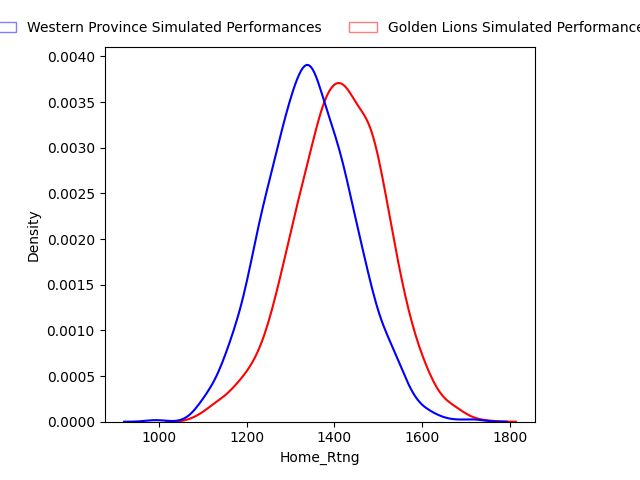 Western Province Simulated Performances
Golden Lions Simulated Performance
0.0040
0.0035
0.0030
0.0025
0.0020
0.0015
0.0010
0.0005
0.0000
Density
1000 1200 1400 1600 1800
Home_Rtng